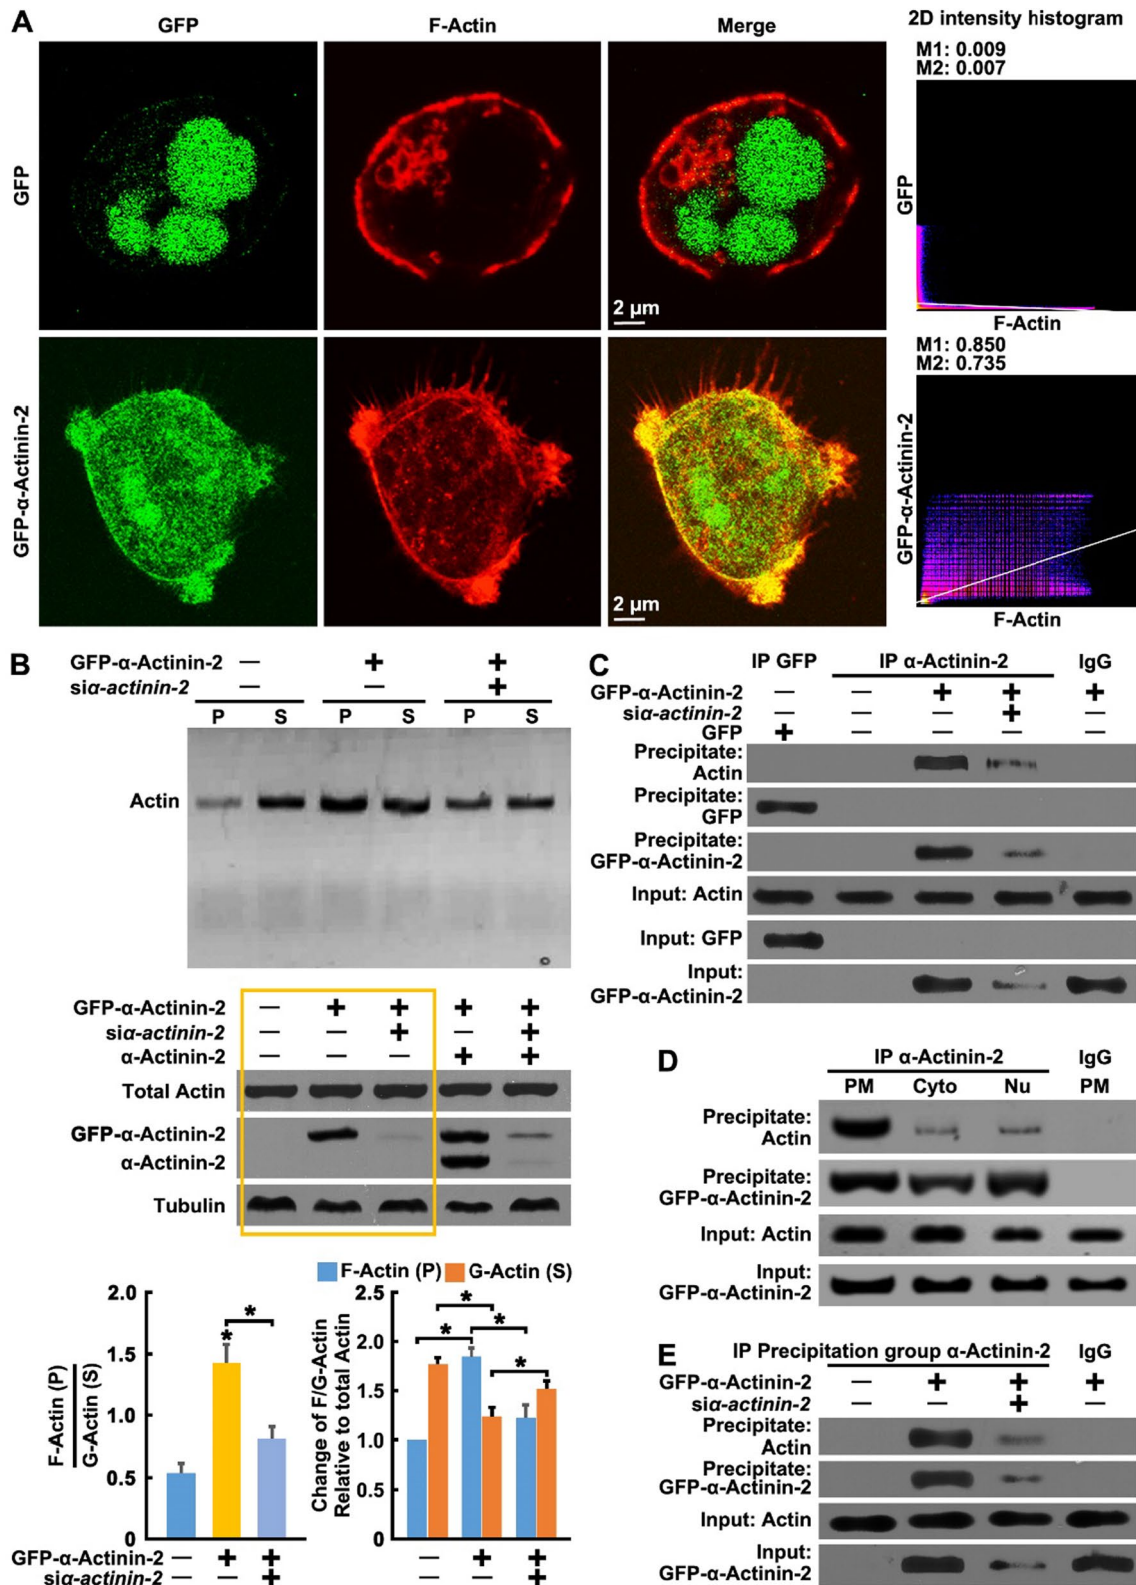 A
GFP
F-Actin
Merge
2D intensity histogram
M1: 0.009
M2: 0.007
GFP
GFP
2 µm
F-Actin
M1: 0.850
M2: 0.735
GFP-α-Actinin-2
GFP-α-Actinin-2
2 µm
F-Actin
B
GFP-α-Actinin-2 — + +
siα-actinin-2 — — +
P S P S P S
Actin
GFP-α-Actinin-2 — + + + +
siα-actinin-2 — — + — +
α-Actinin-2 — — — + +
Total Actin
GFP-α-Actinin-2
α-Actinin-2
Tubulin
F-Actin (P)
G-Actin (S)
2.0
1.5
1.0
0.5
0
* *
GFP-α-Actinin-2 — + +
siα-actinin-2 — — +
F-Actin (P) G-Actin (S)
Change of F/G-Actin
Relative to total Actin
2.5
2.0
1.5
1.0
0.5
0
* * * *
— + +
— — +
C
IP GFP IP α-Actinin-2 IgG
GFP-α-Actinin-2 — — + + +
siα-actinin-2 — — — + —
GFP + — — — —
Precipitate:
Actin
Precipitate:
GFP
Precipitate:
GFP-α-Actinin-2
Input: Actin
Input: GFP
Input:
GFP-α-Actinin-2
D
IP α-Actinin-2 IgG
PM Cyto Nu PM
Precipitate:
Actin
Precipitate:
GFP-α-Actinin-2
Input: Actin
Input:
GFP-α-Actinin-2
E
IP Precipitation group α-Actinin-2 IgG
GFP-α-Actinin-2 — + + +
siα-actinin-2 — — + —
Precipitate:
Actin
Precipitate:
GFP-α-Actinin-2
Input: Actin
Input:
GFP-α-Actinin-2